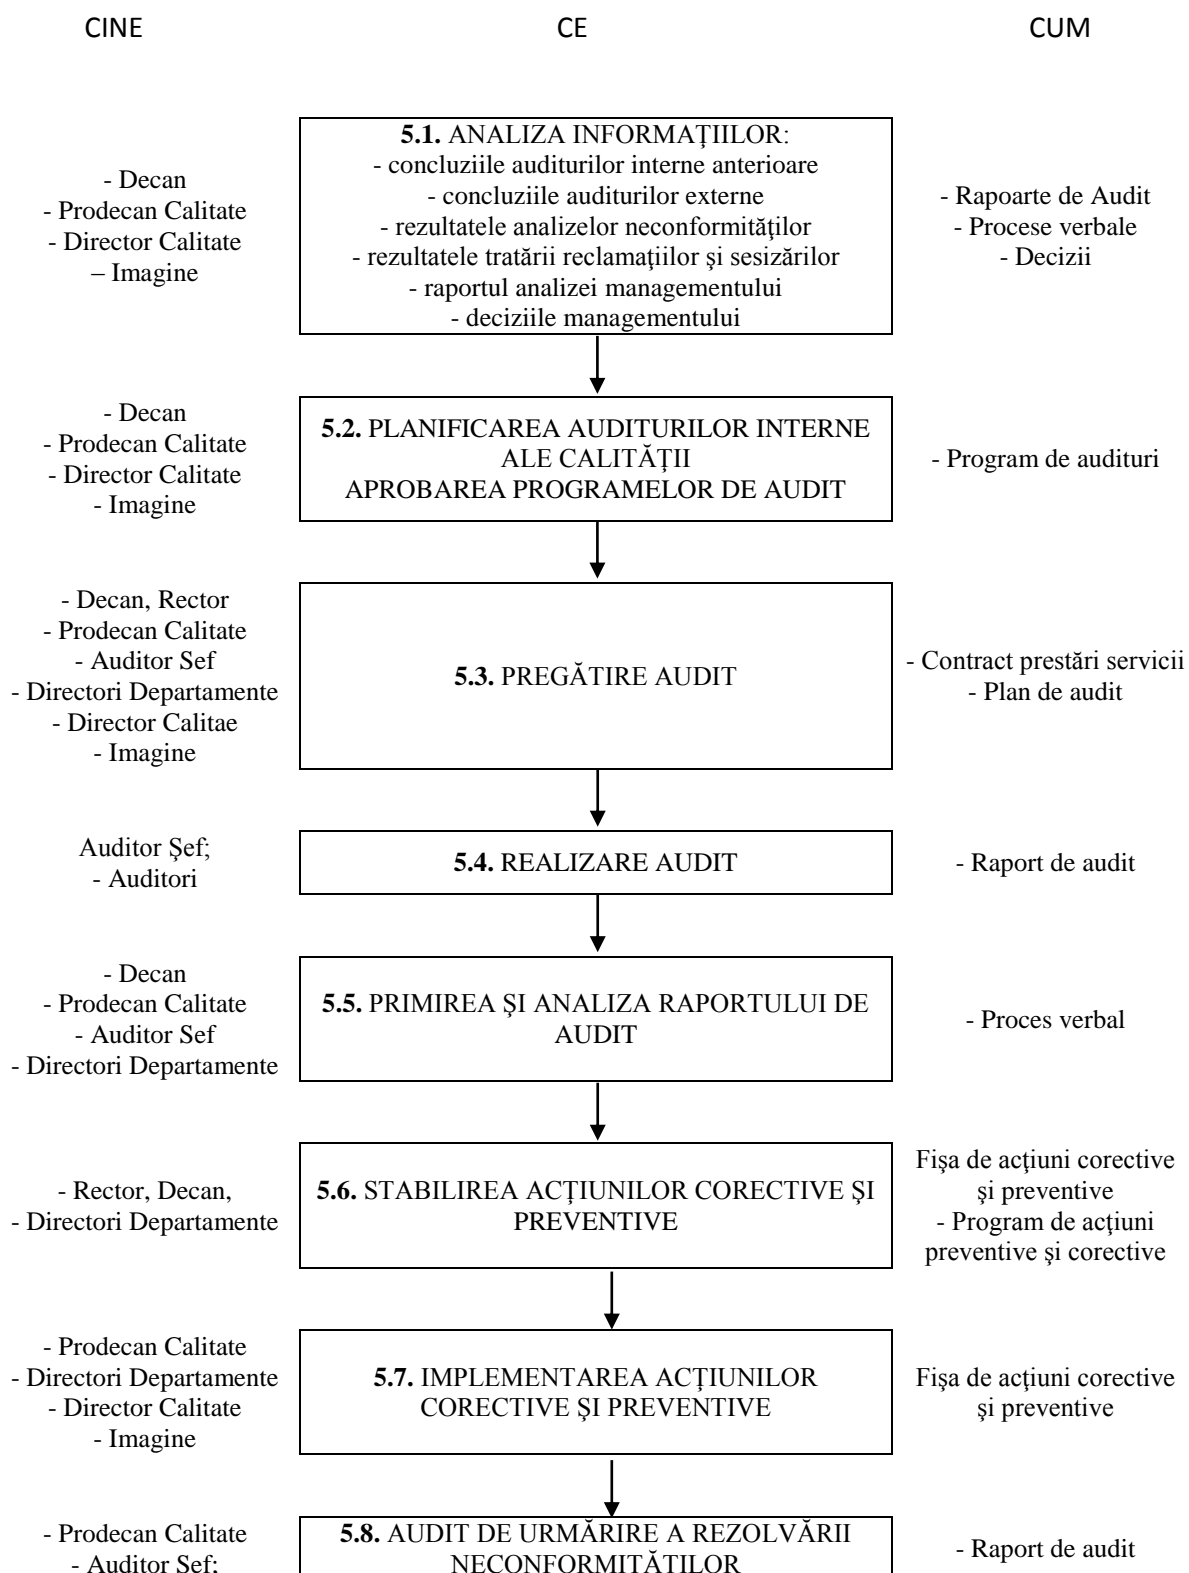 CINE CE CUM
- Decan
- Prodecan Calitate
- Director Calitate
– Imagine
5.1. ANALIZA INFORMAŢIILOR:
- concluziile auditurilor interne anterioare
- concluziile auditurilor externe
- rezultatele analizelor neconformităţilor
- rezultatele tratării reclamaţiilor şi sesizărilor
- raportul analizei managementului
- deciziile managementului
- Rapoarte de Audit
- Procese verbale
- Decizii
- Decan
- Prodecan Calitate
- Director Calitate
- Imagine
5.2. PLANIFICAREA AUDITURILOR INTERNE
ALE CALITĂŢII
APROBAREA PROGRAMELOR DE AUDIT
- Program de audituri
- Decan, Rector
- Prodecan Calitate
- Auditor Sef
- Directori Departamente
- Director Calitae
- Imagine
5.3. PREGĂTIRE AUDIT
- Contract prestări servicii
- Plan de audit
Auditor Şef;
- Auditori
5.4. REALIZARE AUDIT
- Raport de audit
- Decan
- Prodecan Calitate
- Auditor Sef
- Directori Departamente
5.5. PRIMIREA ŞI ANALIZA RAPORTULUI DE
AUDIT
- Proces verbal
- Rector, Decan,
- Directori Departamente
5.6. STABILIREA ACŢIUNILOR CORECTIVE ŞI
PREVENTIVE
Fişa de acţiuni corective
şi preventive
- Program de acţiuni
preventive şi corective
- Prodecan Calitate
- Directori Departamente
- Director Calitate
- Imagine
5.7. IMPLEMENTAREA ACŢIUNILOR
CORECTIVE ŞI PREVENTIVE
Fişa de acţiuni corective
şi preventive
- Prodecan Calitate
- Auditor Sef;
5.8. AUDIT DE URMĂRIRE A REZOLVĂRII
NECONFORMITĂŢILOR
- Raport de audit